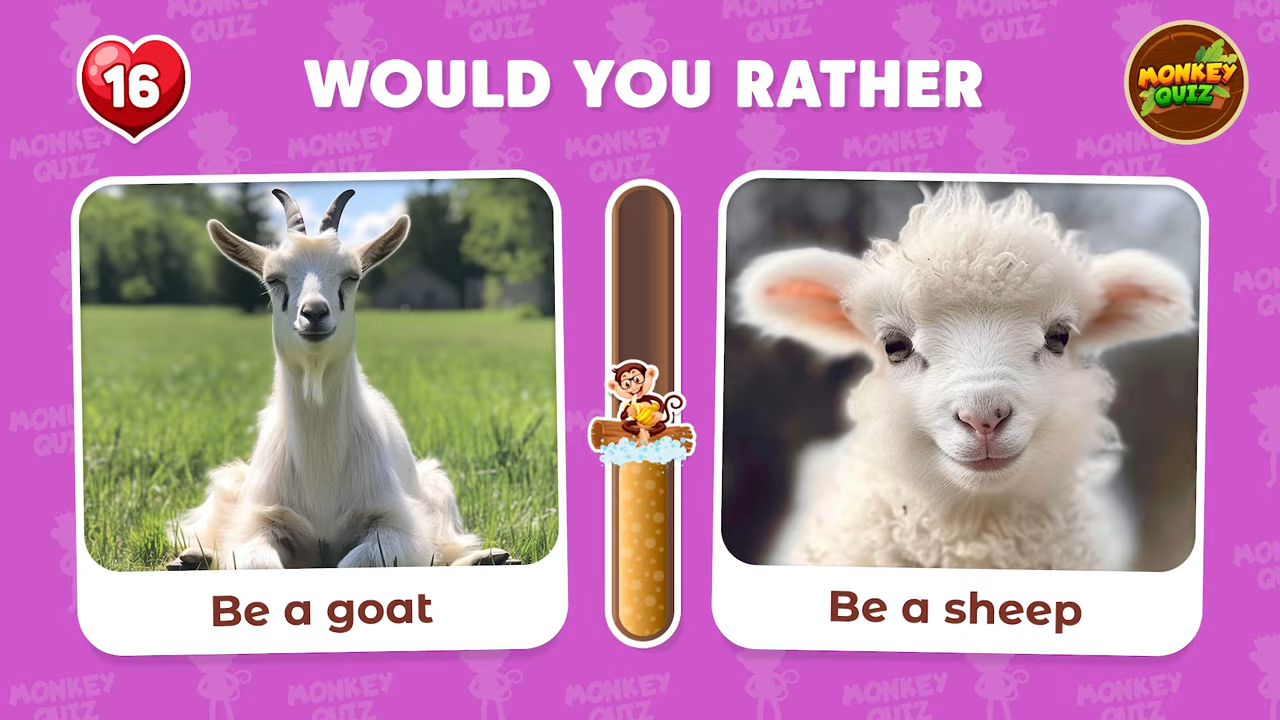 16
WOULD YOU RATHER
MONKEY
QUIZ
Be a goat
Be a sheep